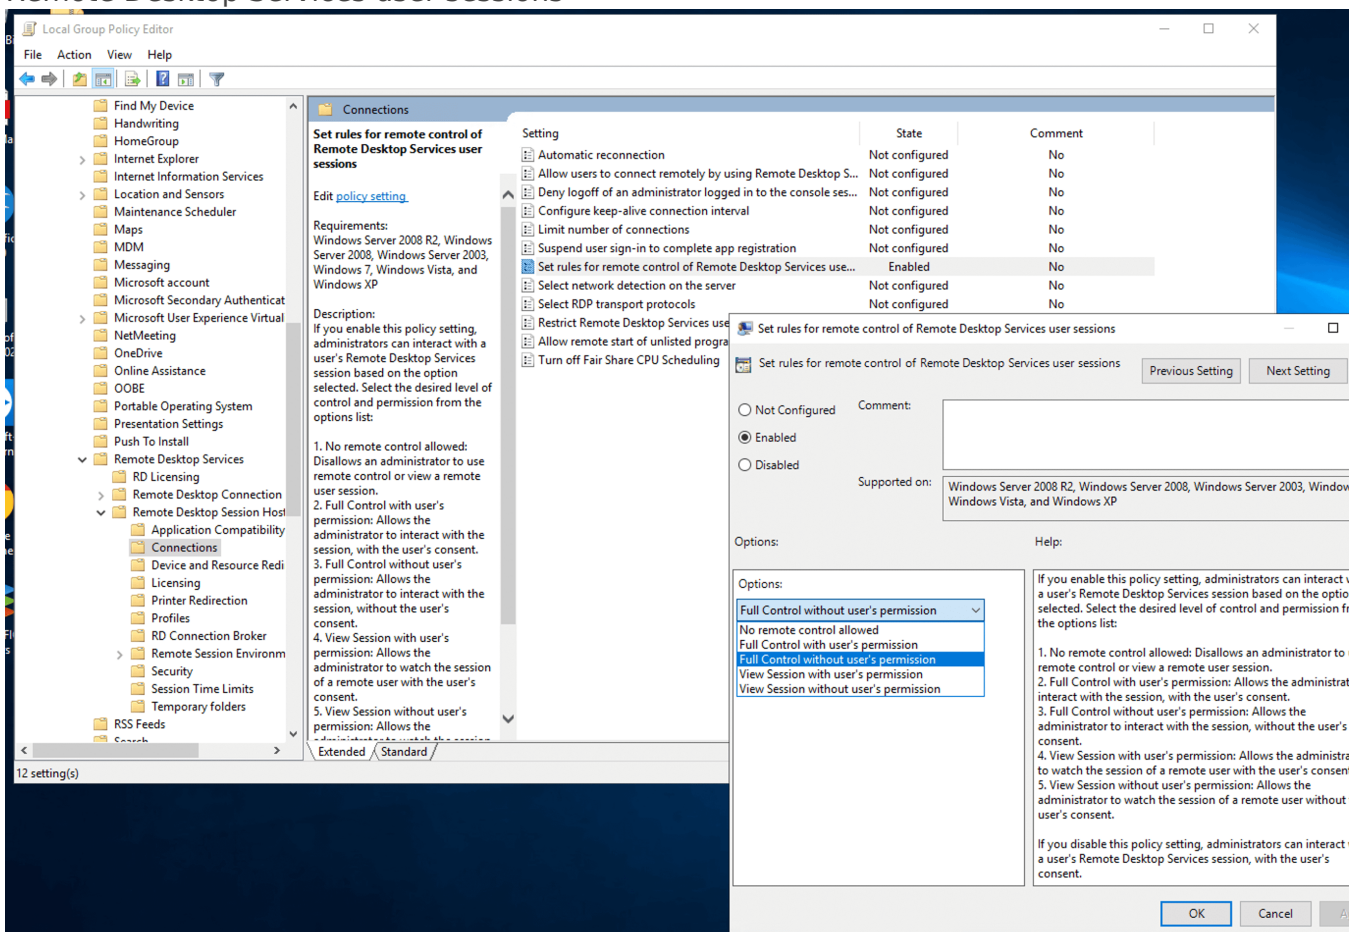 Remote Desktop Services user sessions
Local Group Policy Editor
File Action View Help
Find My Device
Handwriting
HomeGroup
Internet Explorer
Internet Information Services
Location and Sensors
Maintenance Scheduler
Maps
MDM
Messaging
Microsoft account
Microsoft Secondary Authenticat
Microsoft User Experience Virtual
NetMeeting
OneDrive
Online Assistance
OOBE
Portable Operating System
Presentation Settings
Push To Install
Remote Desktop Services
RD Licensing
Remote Desktop Connection
Remote Desktop Session Host
Application Compatibility
Connections
Device and Resource Redi
Licensing
Printer Redirection
Profiles
RD Connection Broker
Remote Session Environm
Security
Session Time Limits
Temporary folders
RSS Feeds
Search
12 setting(s)
Connections
Set rules for remote control of
Remote Desktop Services user
sessions
Edit policy setting
Requirements:
Windows Server 2008 R2, Windows
Server 2008, Windows Server 2003,
Windows 7, Windows Vista, and
Windows XP
Description:
If you enable this policy setting,
administrators can interact with a
user's Remote Desktop Services
session based on the option
selected. Select the desired level of
control and permission from the
options list:
1. No remote control allowed:
Disallows an administrator to use
remote control or view a remote
user session.
2. Full Control with user's
permission: Allows the
administrator to interact with the
session, with the user's consent.
3. Full Control without user's
permission: Allows the
administrator to interact with the
session, without the user's
consent.
4. View Session with user's
permission: Allows the
administrator to watch the session
of a remote user with the user's
consent.
5. View Session without user's
permission: Allows the
administrator to watch the session
Extended Standard
Setting State Comment
Automatic reconnection Not configured No
Allow users to connect remotely by using Remote Desktop S... Not configured No
Deny logoff of an administrator logged in to the console ses... Not configured No
Configure keep-alive connection interval Not configured No
Limit number of connections Not configured No
Suspend user sign-in to complete app registration Not configured No
Set rules for remote control of Remote Desktop Services use... Enabled No
Select network detection on the server Not configured No
Select RDP transport protocols Not configured No
Restrict Remote Desktop Services use
Allow remote start of unlisted progra
Turn off Fair Share CPU Scheduling
Set rules for remote control of Remote Desktop Services user sessions
Set rules for remote control of Remote Desktop Services user sessions
Previous Setting Next Setting
Not Configured
Enabled
Disabled
Comment:
Supported on:
Windows Server 2008 R2, Windows Server 2008, Windows Server 2003, Window
Windows Vista, and Windows XP
Options: Help:
Options:
Full Control without user's permission
No remote control allowed
Full Control with user's permission
Full Control without user's permission
View Session with user's permission
View Session without user's permission
If you enable this policy setting, administrators can interact
a user's Remote Desktop Services session based on the optio
selected. Select the desired level of control and permission fr
the options list:
1. No remote control allowed: Disallows an administrator to
remote control or view a remote user session.
2. Full Control with user's permission: Allows the administrat
interact with the session, with the user's consent.
3. Full Control without user's permission: Allows the
administrator to interact with the session, without the user's
consent.
4. View Session with user's permission: Allows the administra
to watch the session of a remote user with the user's consent
5. View Session without user's permission: Allows the
administrator to watch the session of a remote user without
user's consent.
If you disable this policy setting, administrators can interact
a user's Remote Desktop Services session, with the user's
consent.
OK Cancel